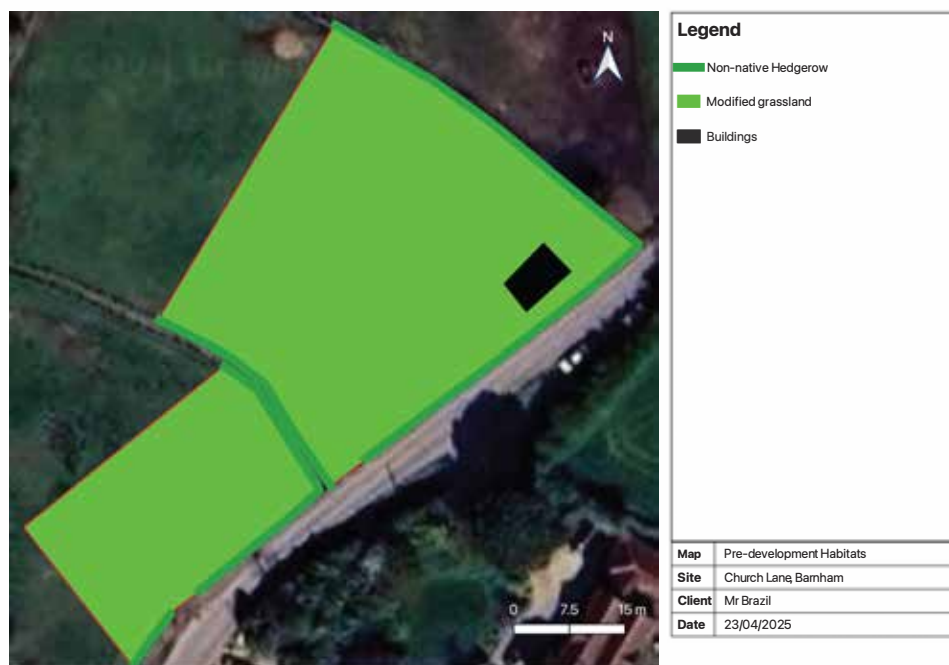 N
0 7.5 15 m
Legend
Non-native Hedgerow
Modified grassland
Buildings
Map Pre-development Habitats
Site Church Lane, Barnham
Client Mr Brazil
Date 23/04/2025